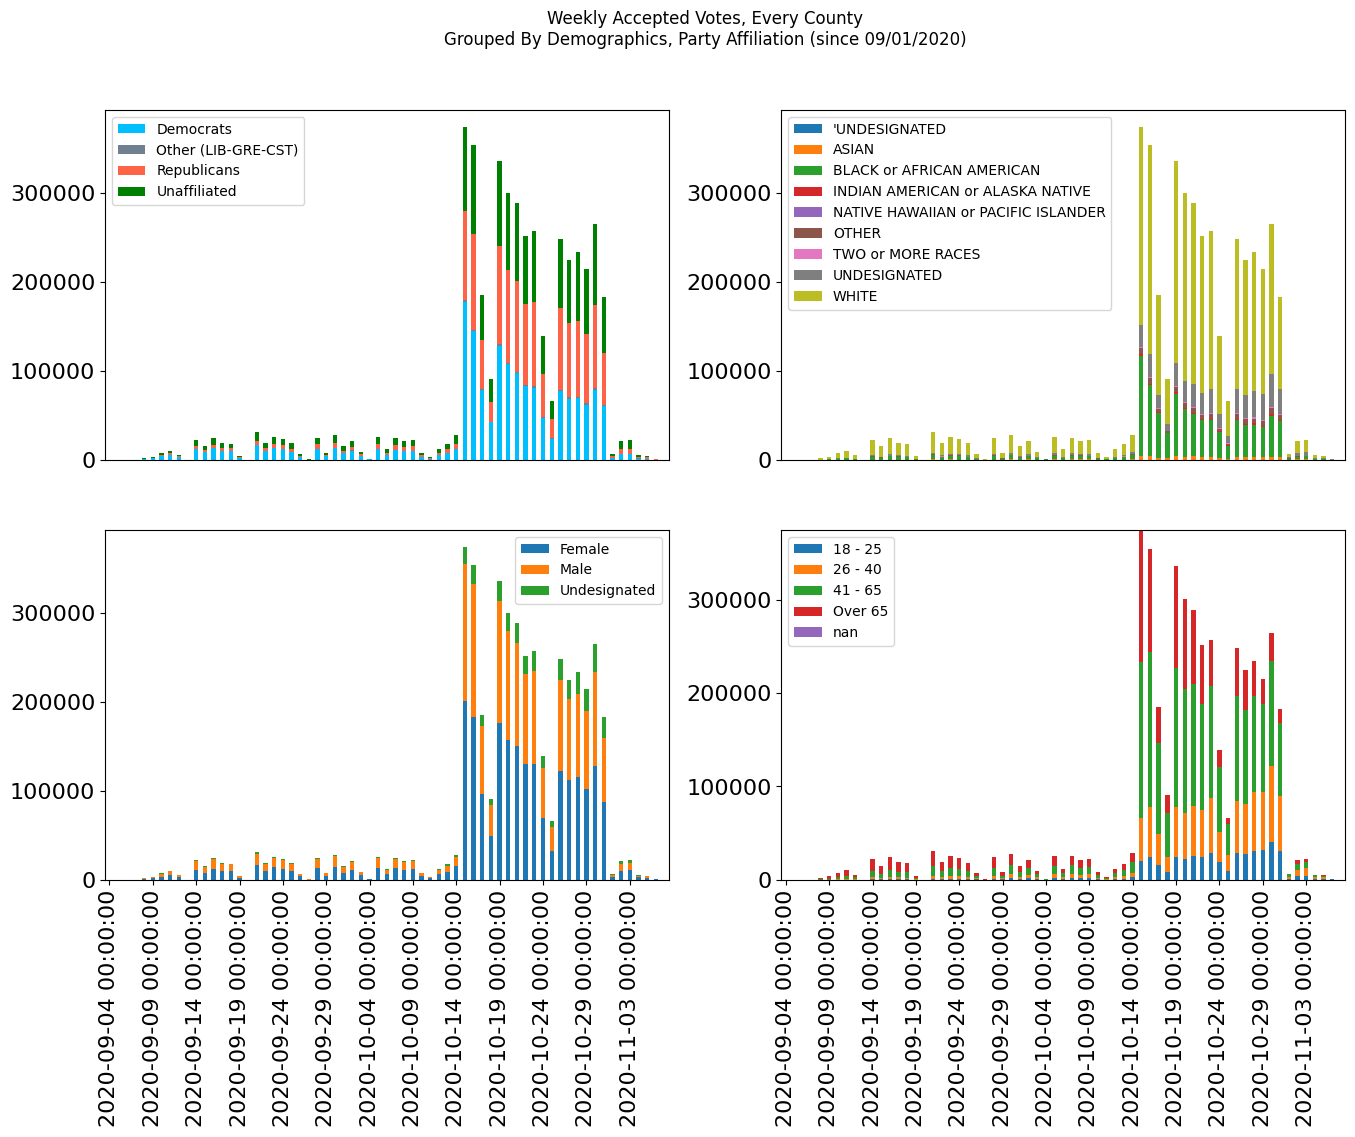 Weekly Accepted Votes, Every County
Grouped By Demographics, Party Affiliation (since 09/01/2020)
Democrats
Other (LIB-GRE-CST)
Republicans
Unaffiliated
300000
200000
100000
0
'UNDESIGNATED
ASIAN
BLACK or AFRICAN AMERICAN
INDIAN AMERICAN or ALASKA NATIVE
NATIVE HAWAIIAN or PACIFIC ISLANDER
OTHER
TWO or MORE RACES
UNDESIGNATED
WHITE
300000
200000
100000
0
Female
Male
Undesignated
300000
200000
100000
0
2020-09-04 00:00:00
2020-09-09 00:00:00
2020-09-14 00:00:00
2020-09-19 00:00:00
2020-09-24 00:00:00
2020-09-29 00:00:00
2020-10-04 00:00:00
2020-10-09 00:00:00
2020-10-14 00:00:00
2020-10-19 00:00:00
2020-10-24 00:00:00
2020-10-29 00:00:00
2020-11-03 00:00:00
18 - 25
26 - 40
41 - 65
Over 65
nan
300000
200000
100000
0
2020-09-04 00:00:00
2020-09-09 00:00:00
2020-09-14 00:00:00
2020-09-19 00:00:00
2020-09-24 00:00:00
2020-09-29 00:00:00
2020-10-04 00:00:00
2020-10-09 00:00:00
2020-10-14 00:00:00
2020-10-19 00:00:00
2020-10-24 00:00:00
2020-10-29 00:00:00
2020-11-03 00:00:00